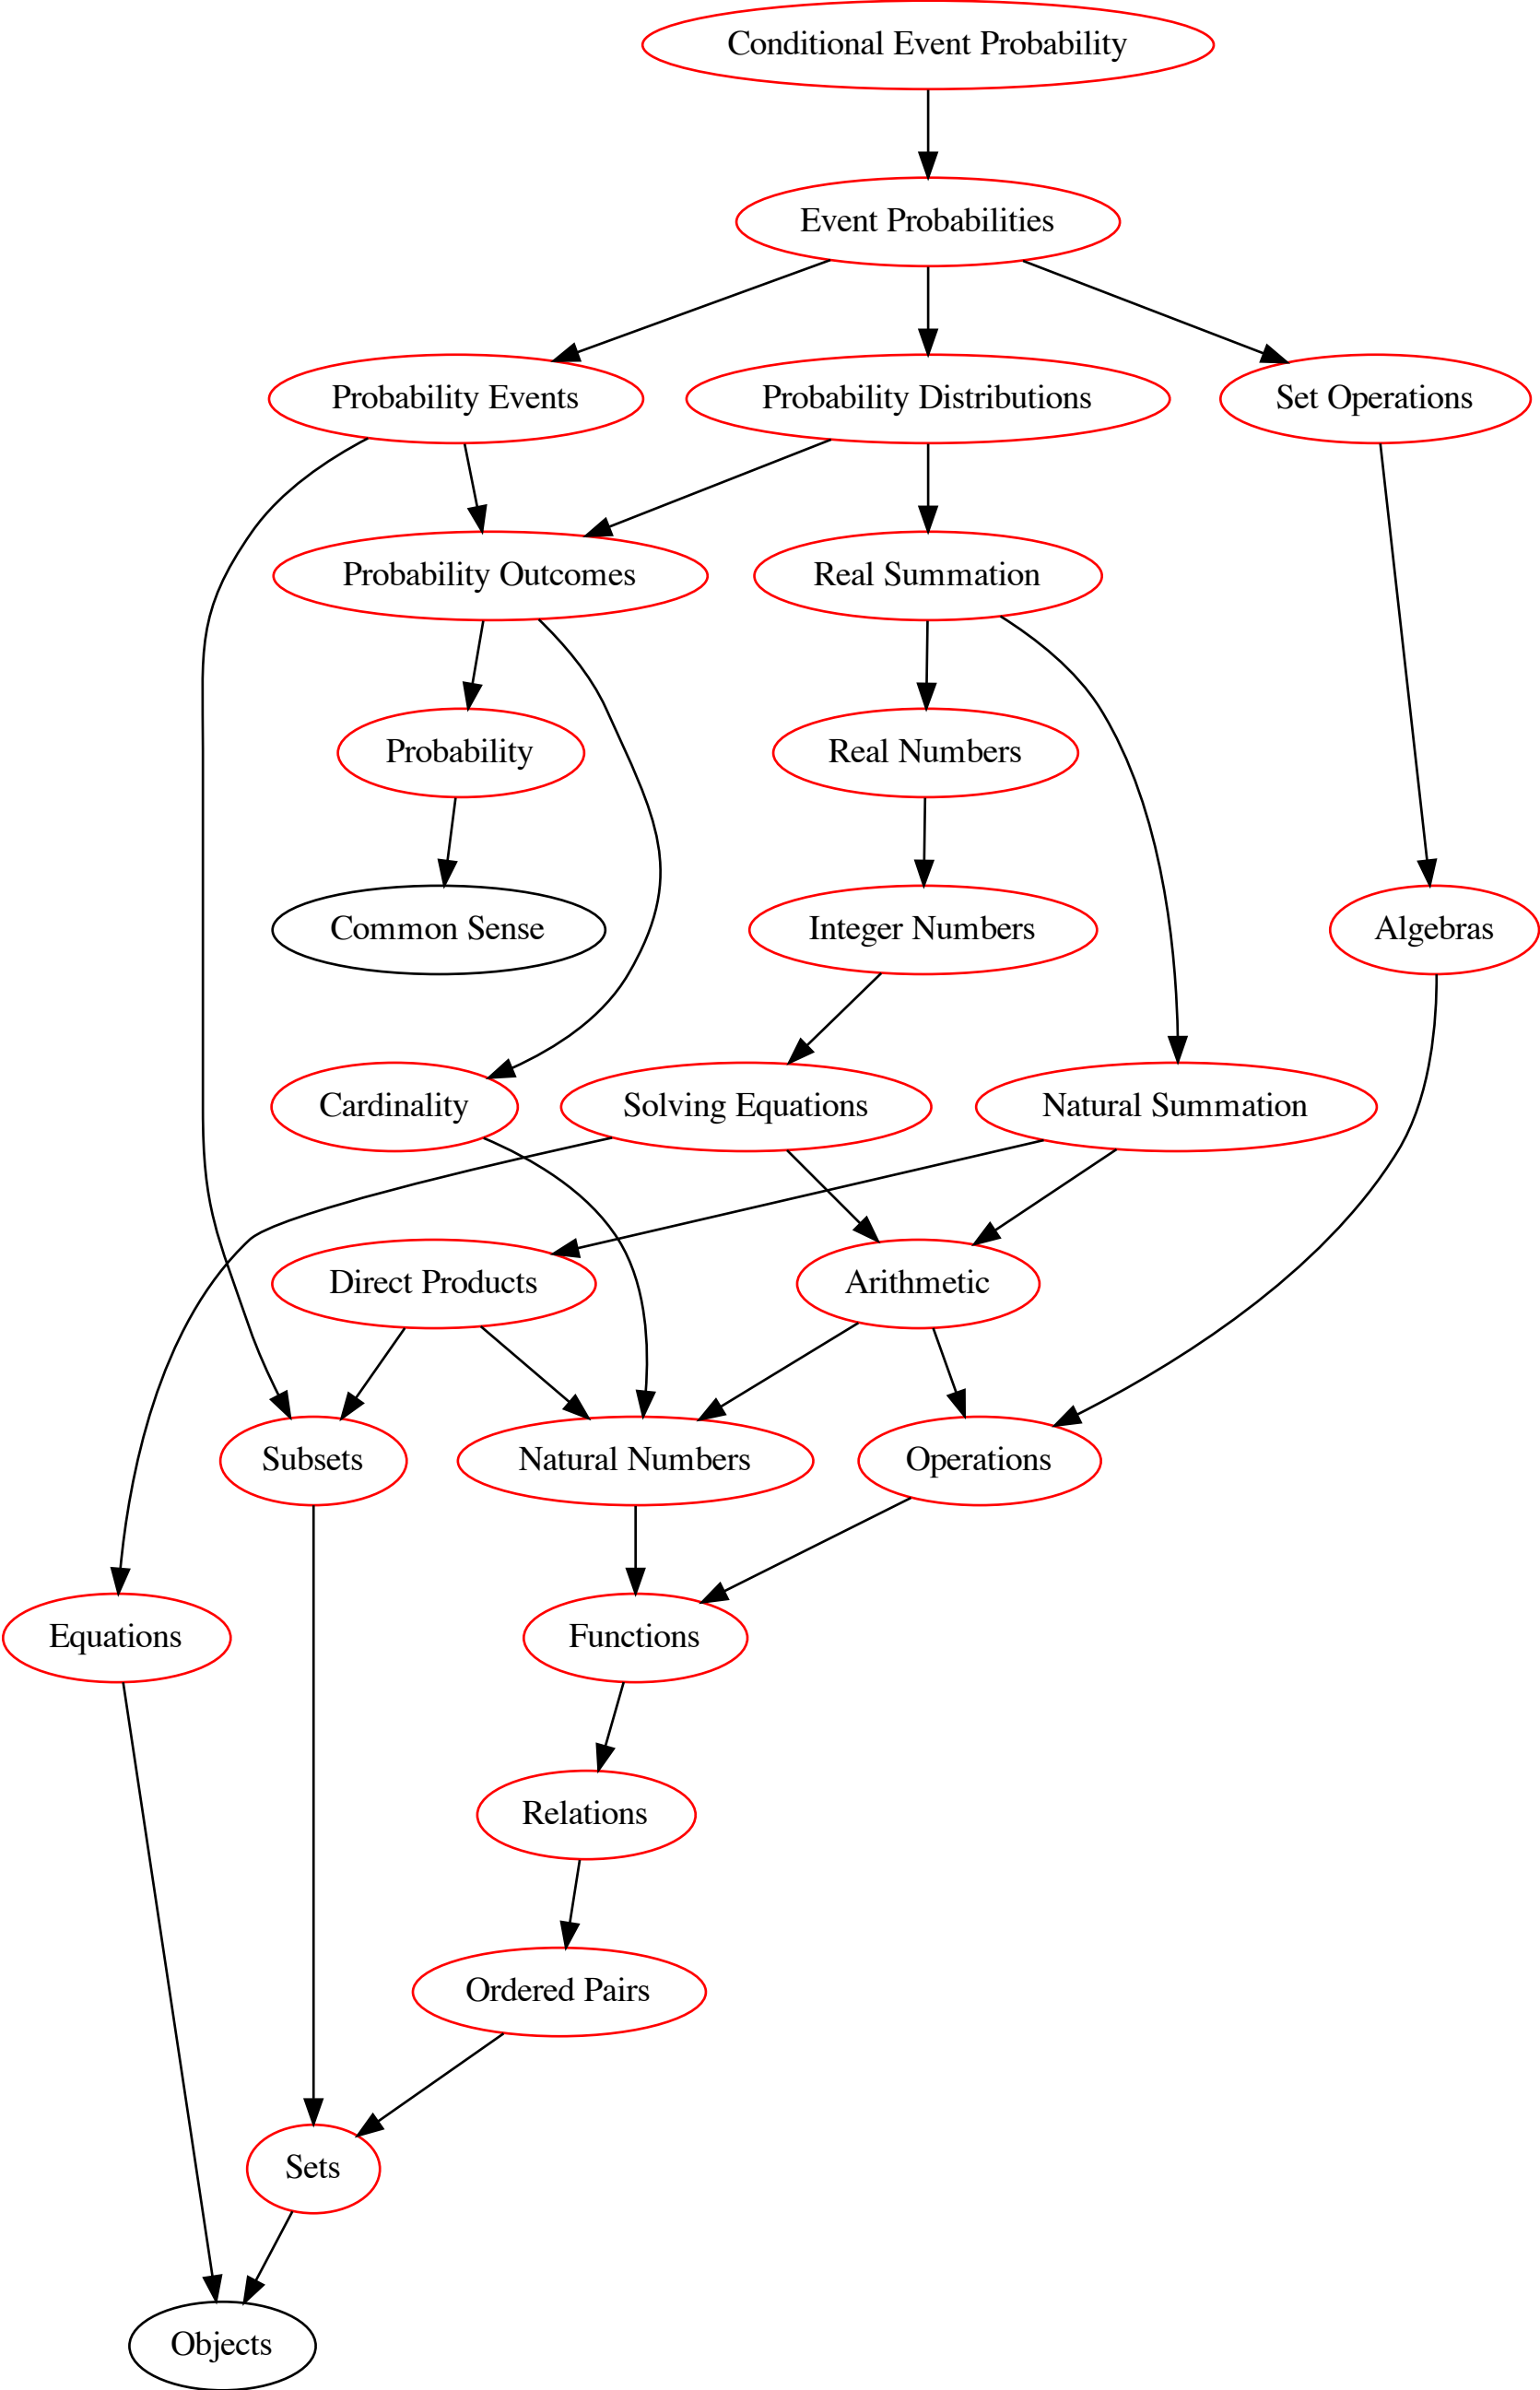 Conditional Event Probability
Event Probabilities
Probability Events
Probability Distributions
Set Operations
Probability Outcomes
Real Summation
Probability
Real Numbers
Common Sense
Integer Numbers
Algebras
Cardinality
Solving Equations
Natural Summation
Direct Products
Arithmetic
Subsets
Natural Numbers
Operations
Equations
Functions
Relations
Ordered Pairs
Sets
Objects